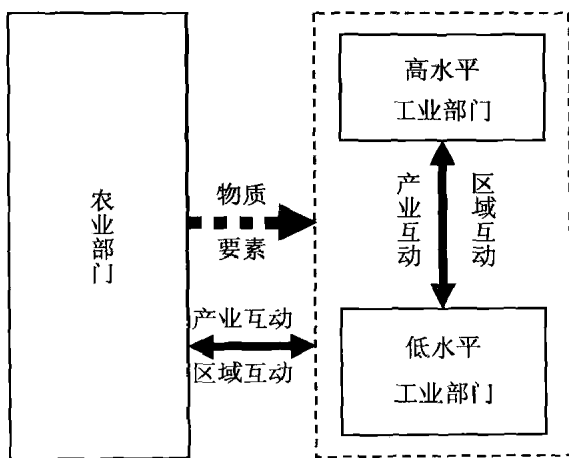 农业部门
物质
要素
产业互动
区域互动
高水平
工业部门
产业互动
区域互动
低水平
工业部门